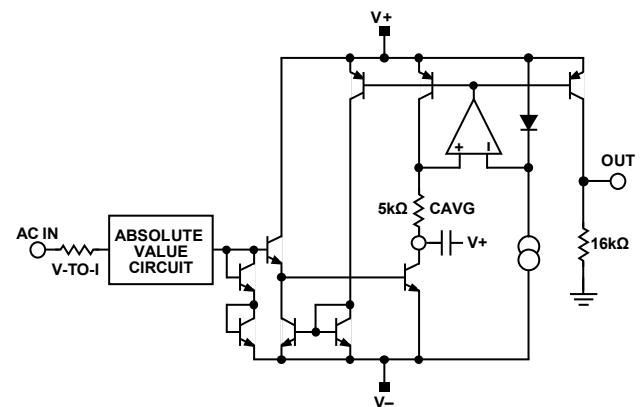 V+
OUT
+ –
5kΩ
CAVG
V+
AC IN
V-TO-I
ABSOLUTE
VALUE
CIRCUIT
16kΩ
V–